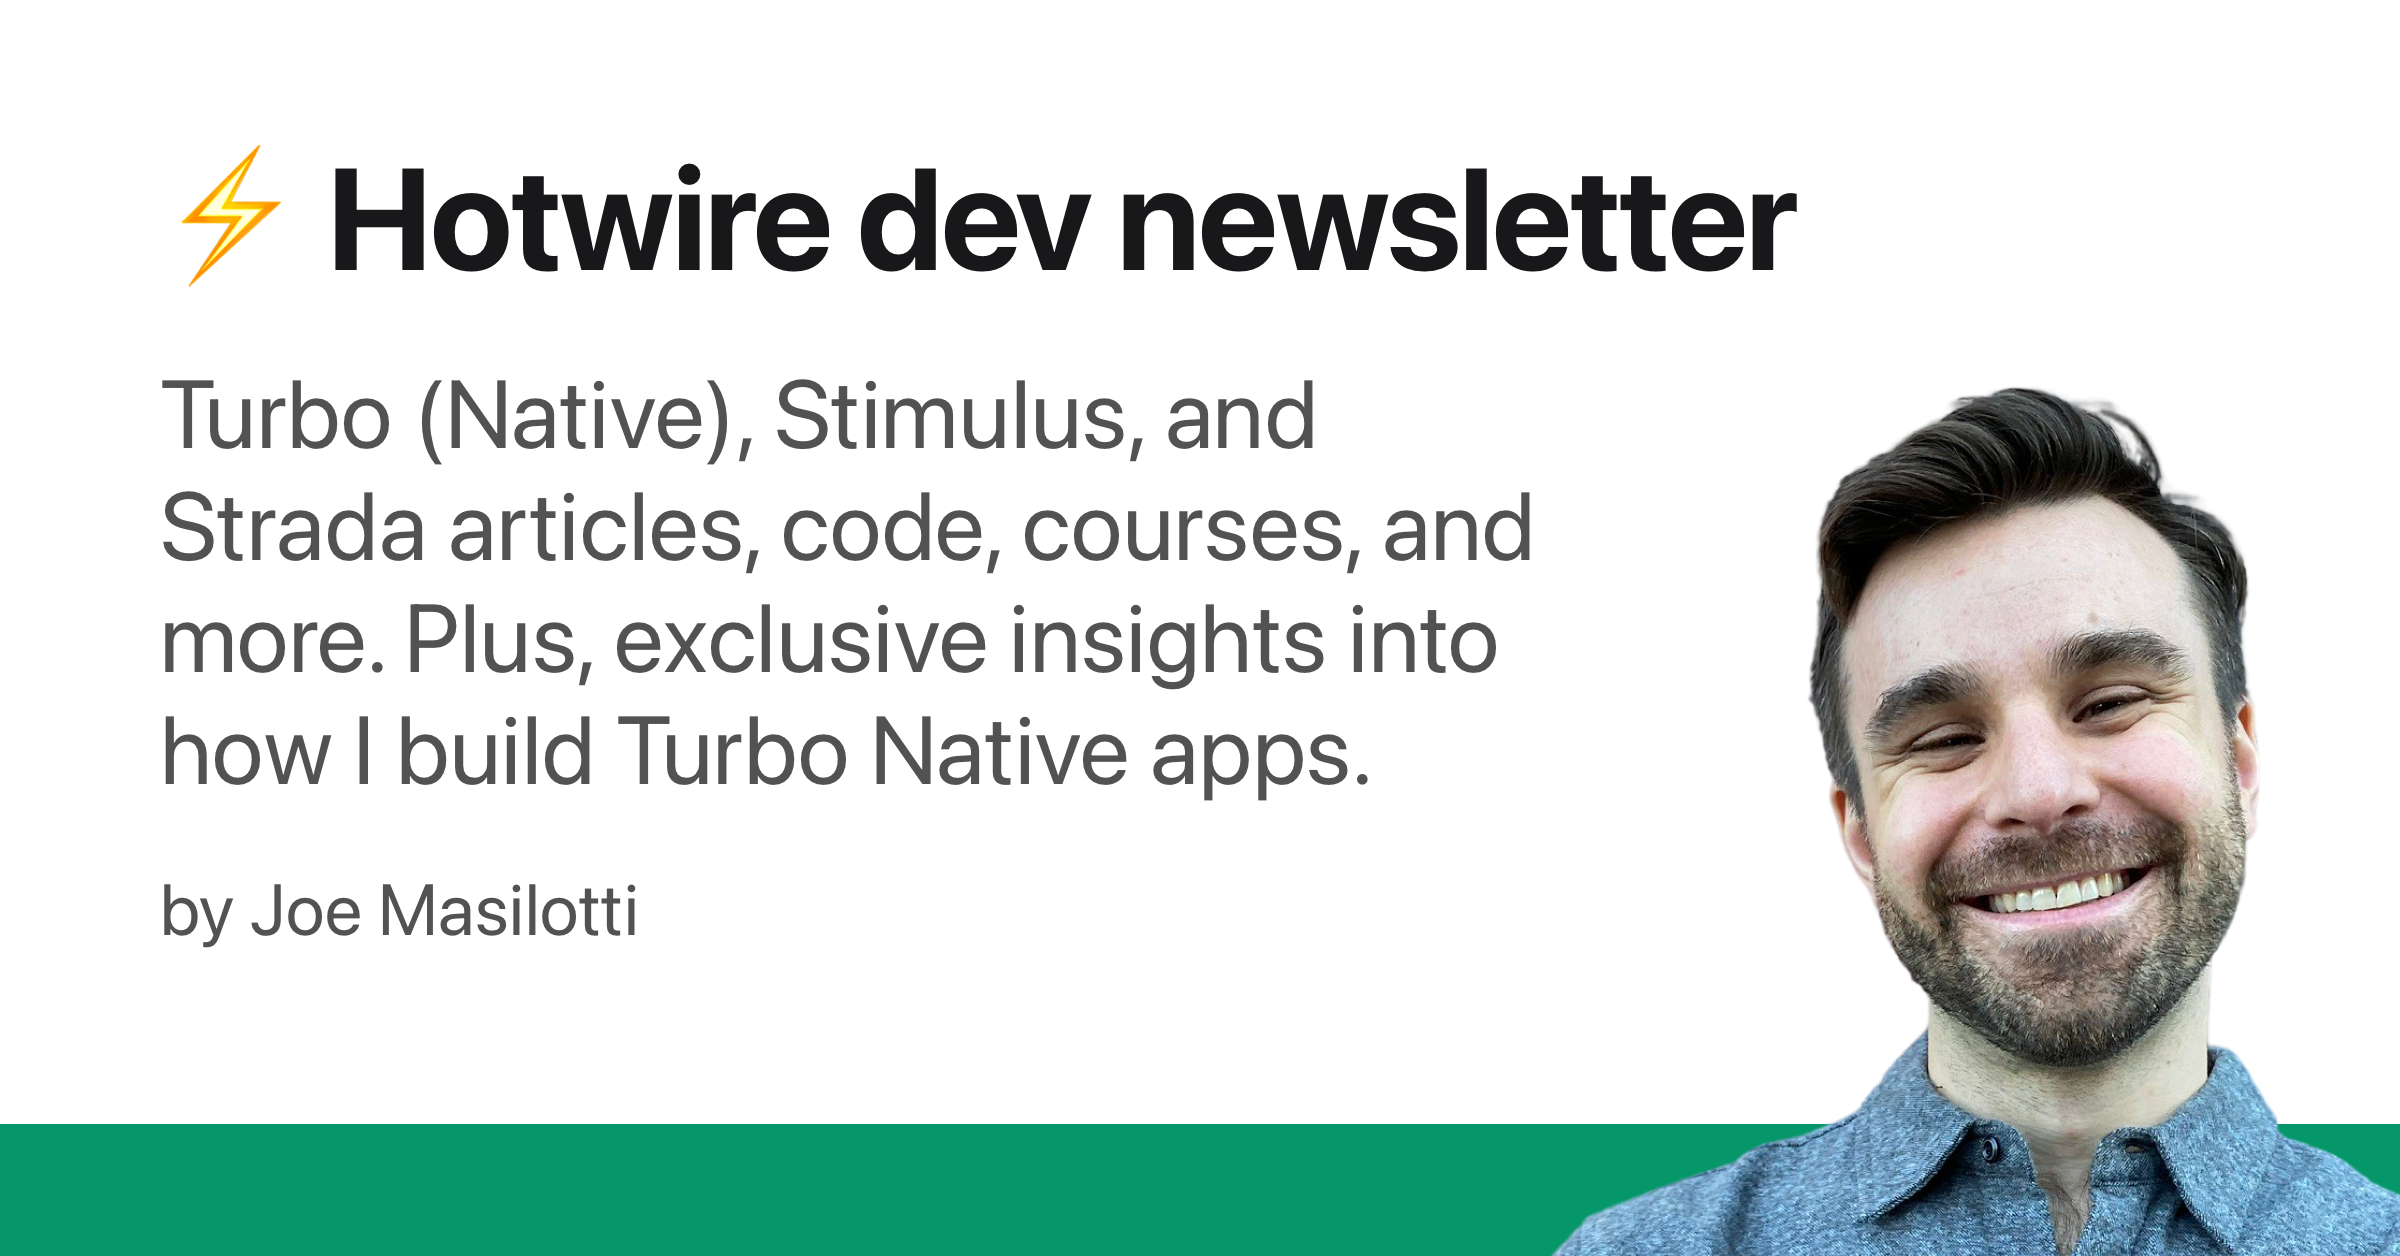 ⚡ Hotwire dev newsletter
Turbo (Native), Stimulus, and
Strada articles, code, courses, and
more. Plus, exclusive insights into
how I build Turbo Native apps.
by Joe Masilotti